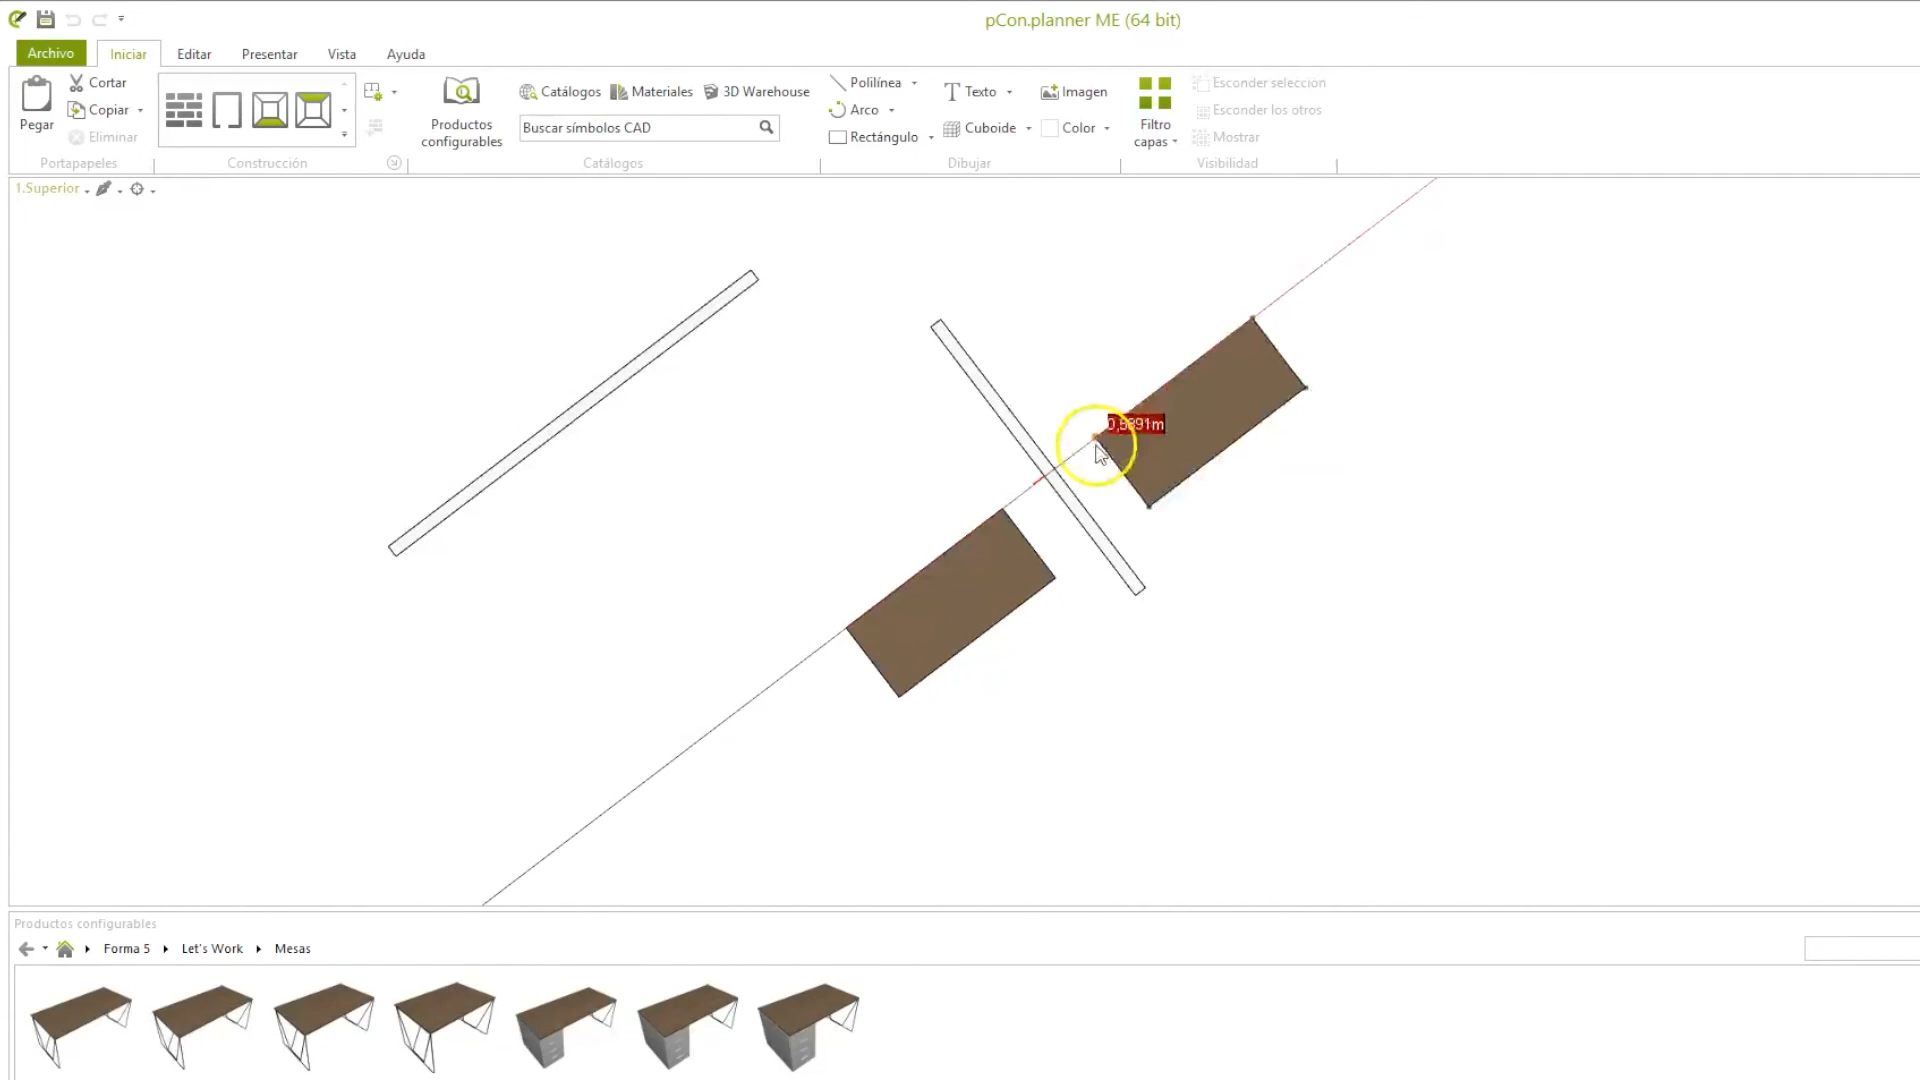 pCon.planner ME (64 bit)
Archivo Iniciar Editar Presentar Vista Ayuda
Pegar
Cortar
Copiar
Eliminar
Portapapeles
Construcción
Productos configurables
Catálogos Materiales 3D Warehouse
Buscar símbolos CAD
Catálogos
Polilínea
Arco
Rectángulo
Texto
Cuboide
Imagen
Color
Dibujar
Filtro capas
Esconder selección
Esconder los otros
Mostrar
Visibilidad
1.Superior
Productos configurables
Forma 5 Let's Work Mesas